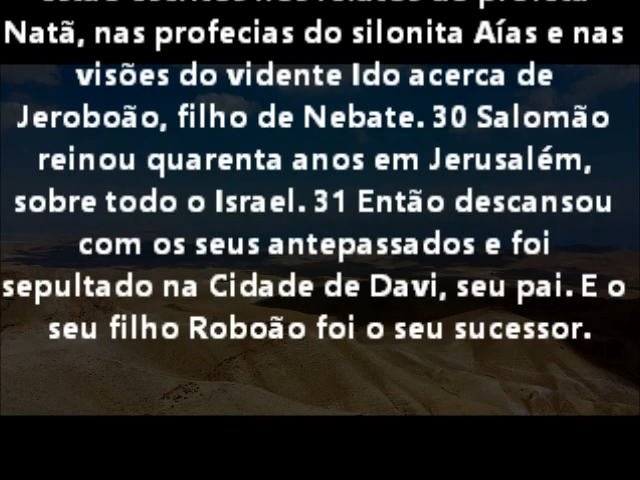 Natã, nas profecias do silonita Aías e nas
visões do vidente Ido acerca de
Jeroboão, filho de Nebate. 30 Salomão
reinou quarenta anos em Jerusalém,
sobre todo o Israel. 31 Então descansou
com os seus antepassados e foi
sepultado na Cidade de Davi, seu pai. E o
seu filho Roboão foi o seu sucessor.